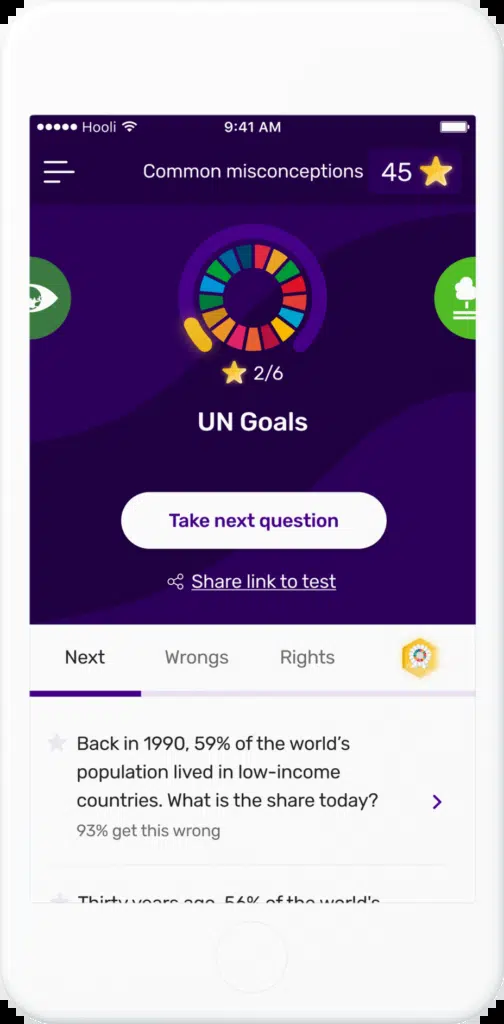 Hooli 9:41 AM
Common misconceptions 45
2/6
UN Goals
Take next question
Share link to test
Next Wrongs Rights
Back in 1990, 59% of the world’s
population lived in low-income
countries. What is the share today?
93% get this wrong
Thirty years ago, 56% of the world's